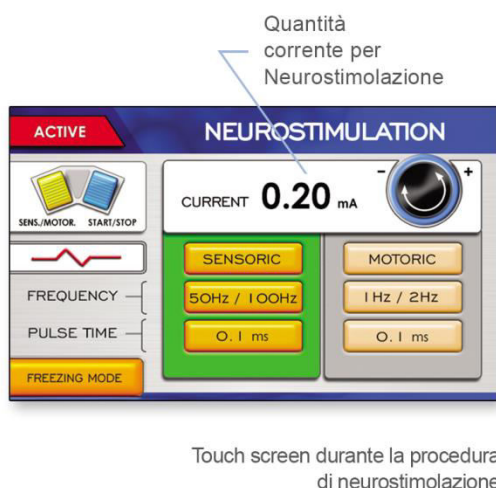 Quantità
corrente per
Neurostimolazione
ACTIVE
NEUROSTIMULATION
SENS./MOTOR. START/STOP
CURRENT 0.20 mA
- +
SENSORIC
MOTORIC
FREQUENCY
50Hz / 100Hz
1Hz / 2Hz
PULSE TIME
0.1 ms
0.1 ms
FREEZING MODE
Touch screen durante la procedura
di neurostimolazione